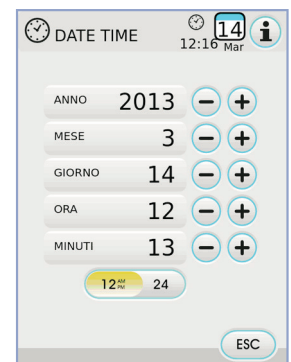 DATE TIME
12:16
14
Mar
i
ANNO 2013 - +
MESE 3 - +
GIORNO 14 - +
ORA 12 - +
MINUTI 13 - +
12 AM PM 24
ESC